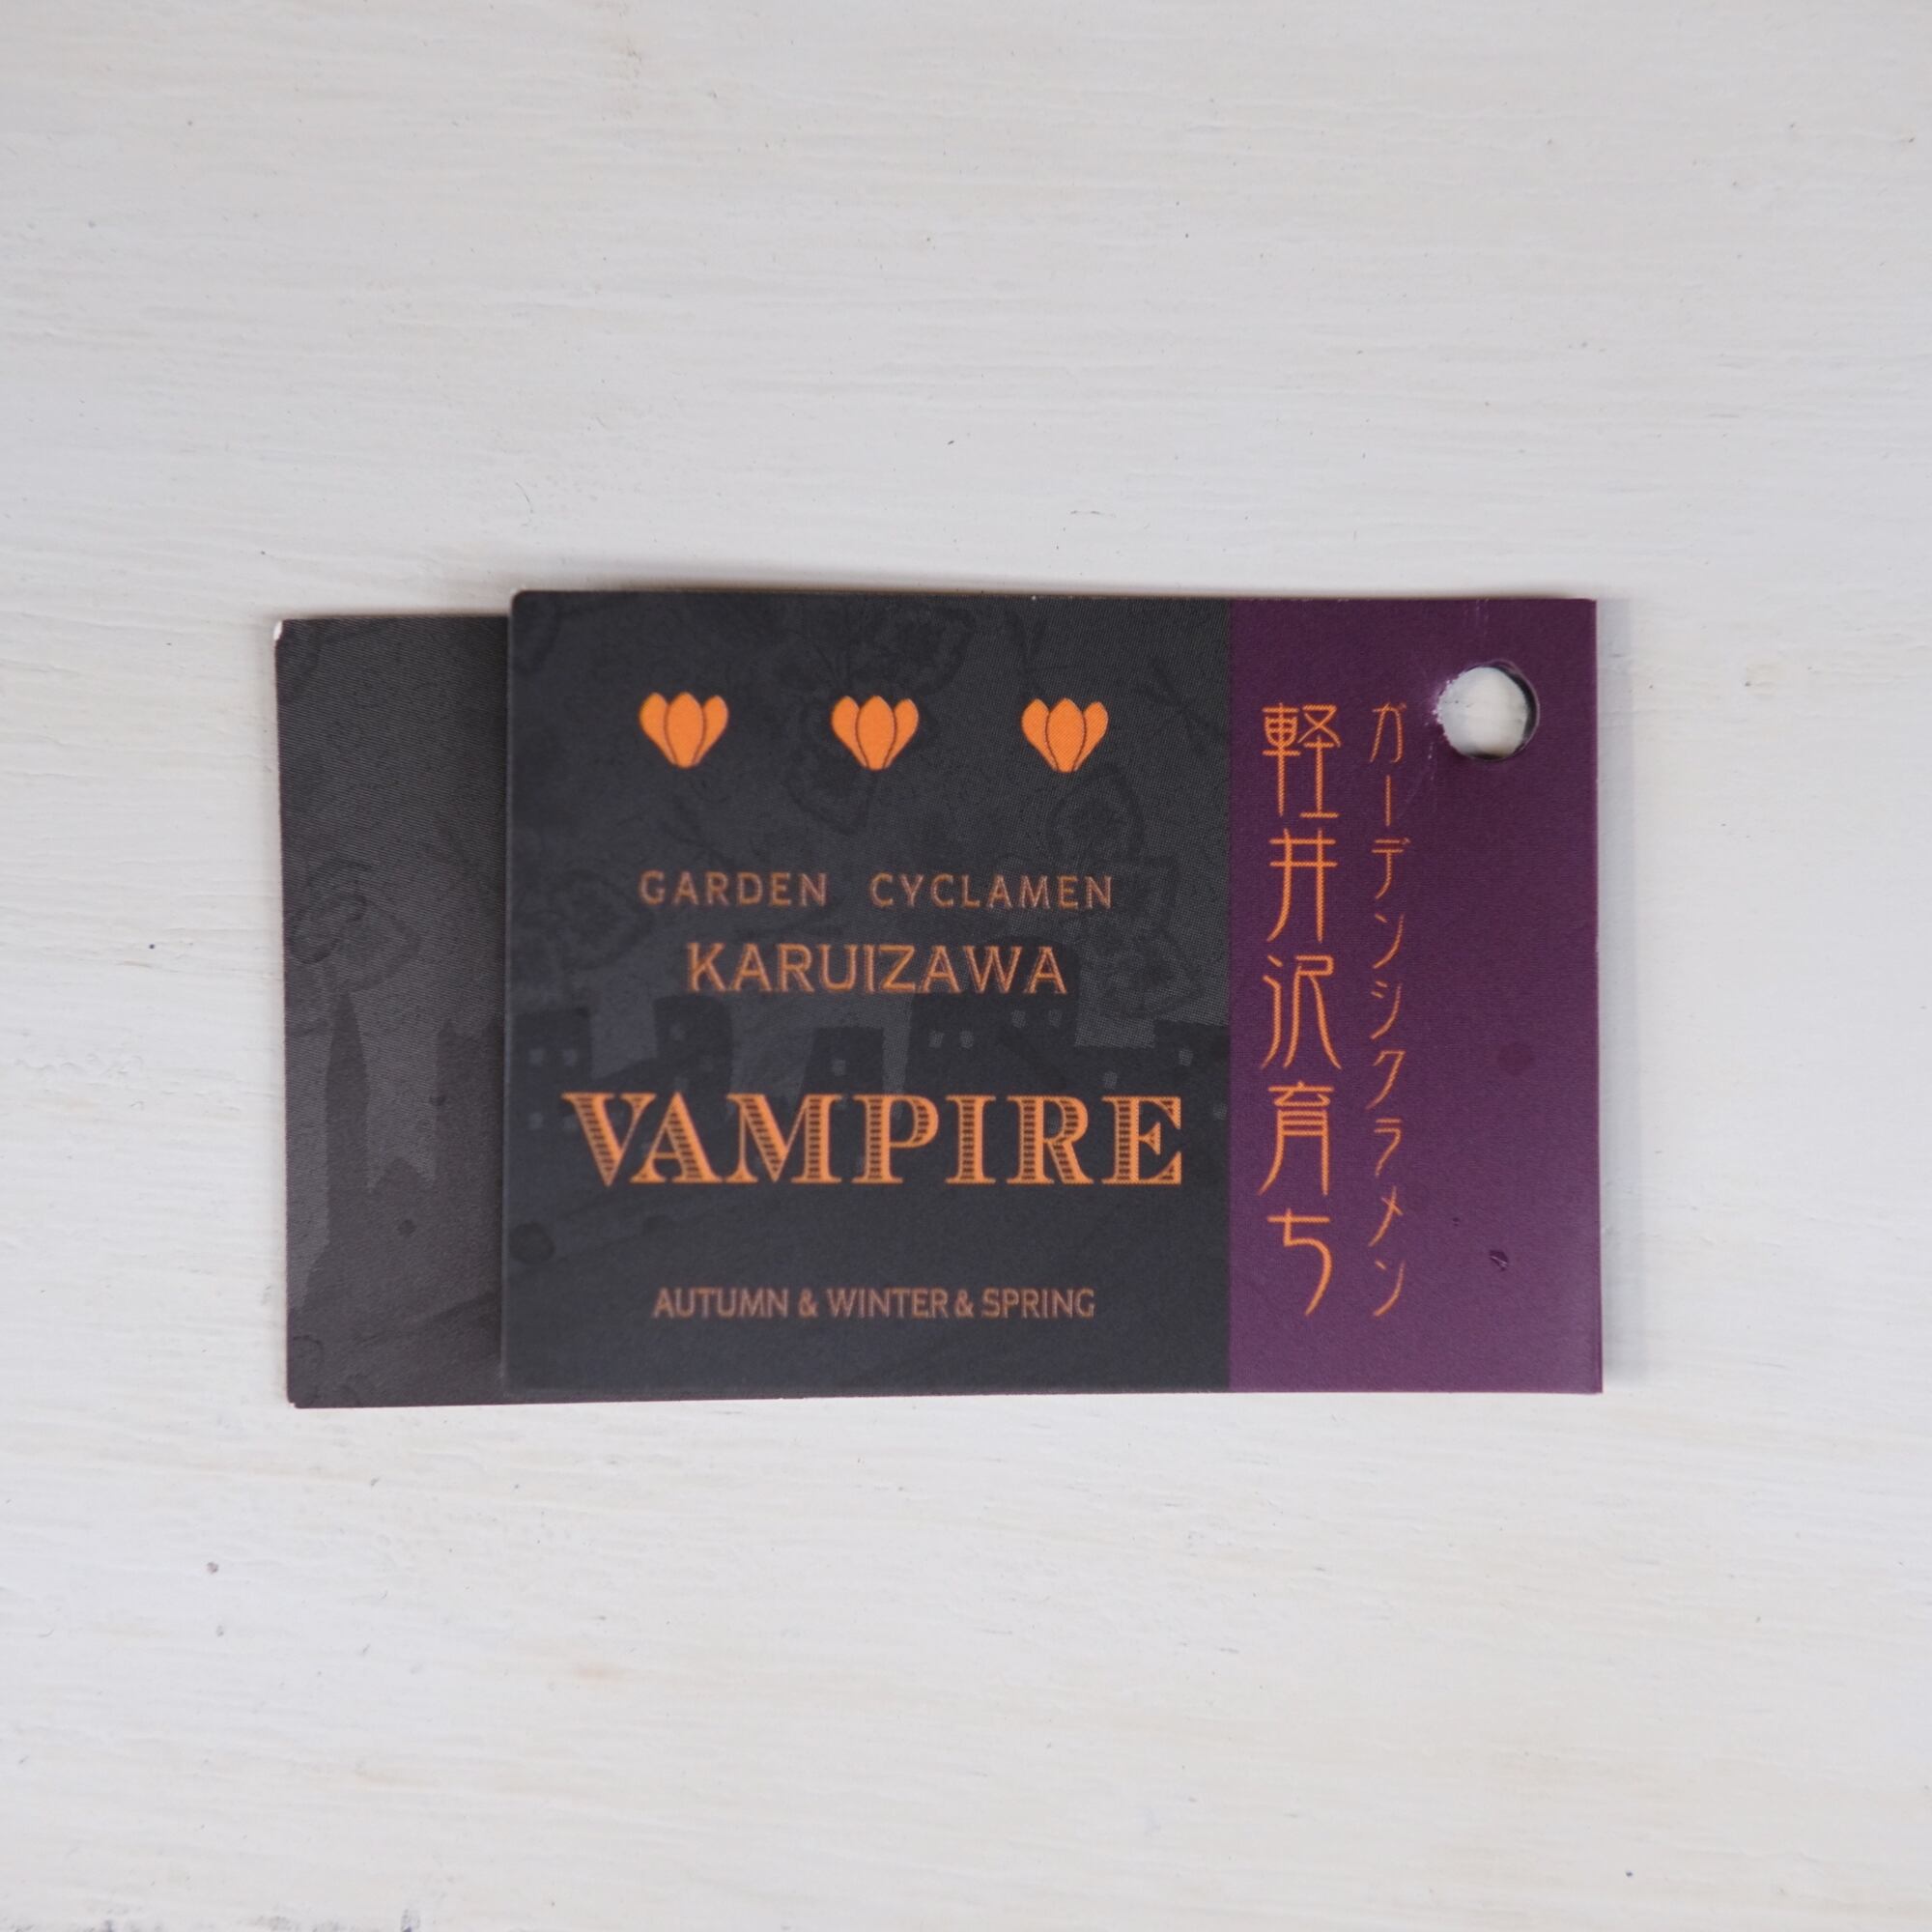 GARDEN CYCLAMEN
KARUIZAWA
VAMPIRE
AUTUMN & WINTER & SPRING
ガーデンシクラメン
軽井沢育ち